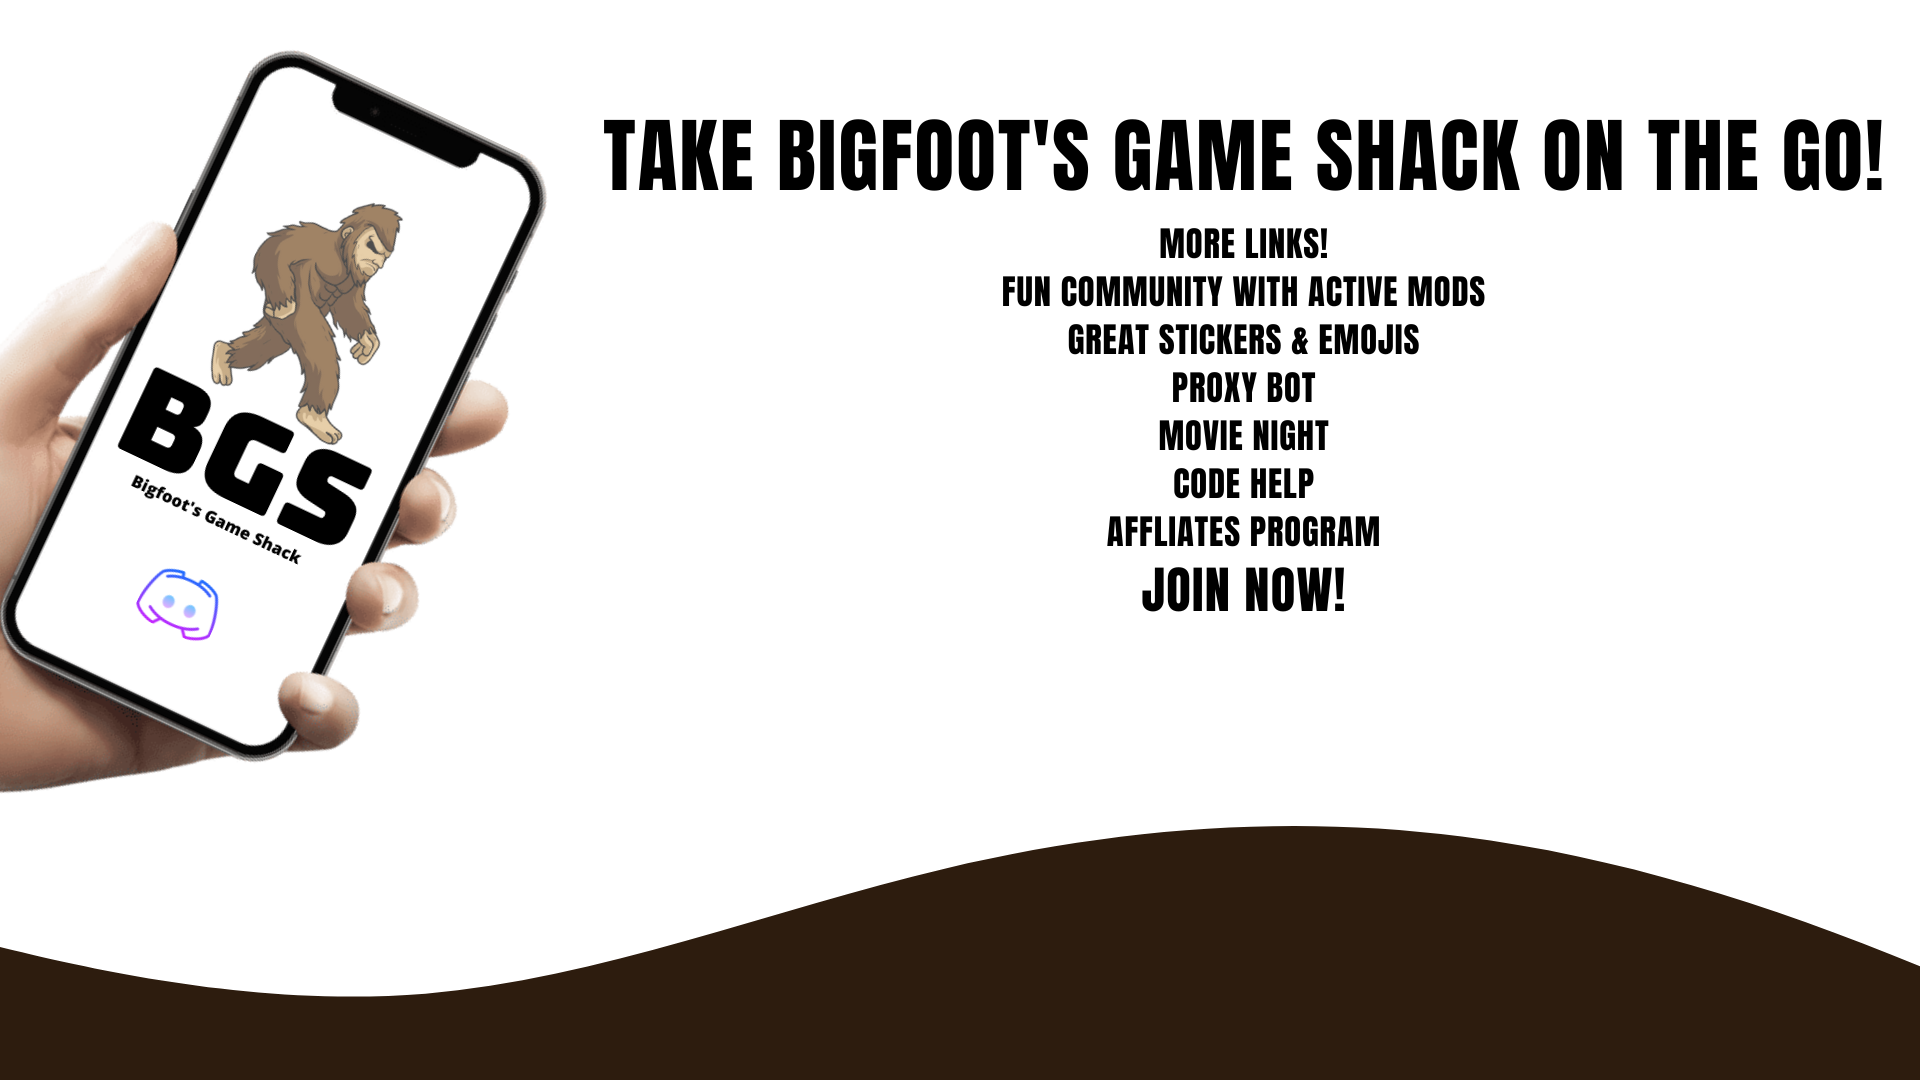 TAKE BIGFOOT'S GAME SHACK ON THE GO!
MORE LINKS!
FUN COMMUNITY WITH ACTIVE MODS
GREAT STICKERS & EMOJIS
PROXY BOT
MOVIE NIGHT
CODE HELP
AFFLIATES PROGRAM
JOIN NOW!
BGS
Bigfoot's Game Shack